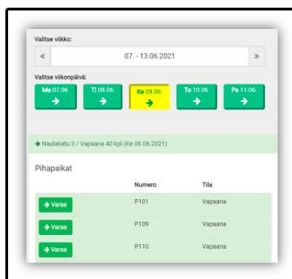 Valitse viikko:
« 07. - 13.06.2021 »
Valitse viikonpäivä:
Ma 07.06 Ti 08.06 Ke 09.06 To 10.06 Pe 11.06
→ → → → →
→ Naulakatu 3 / Vapaana 40 kpl (Ke 09.06.2021)
Pihapaikat
Numero Tila
→ Varaa P101 Vapaana
→ Varaa P109 Vapaana
→ Varaa P110 Vapaana